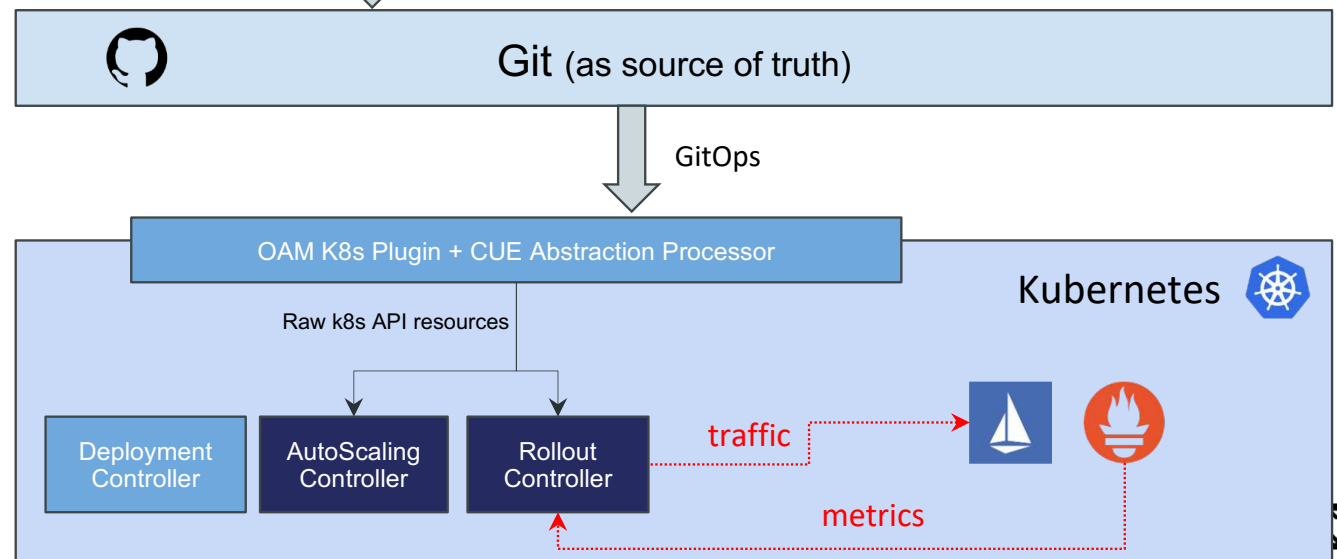 Git (as source of truth)
GitOps
OAM K8s Plugin + CUE Abstraction Processor
Kubernetes
Raw k8s API resources
Deployment
Controller
AutoScaling
Controller
Rollout
Controller
traffic
metrics